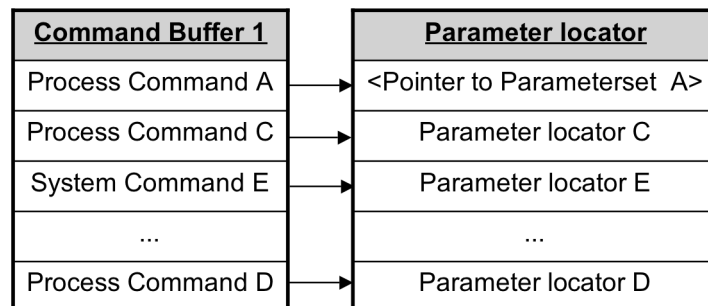 Command Buffer 1 Parameter locator
Process Command A <Pointer to Parameterset A>
Process Command C Parameter locator C
System Command E Parameter locator E
... ...
Process Command D Parameter locator D